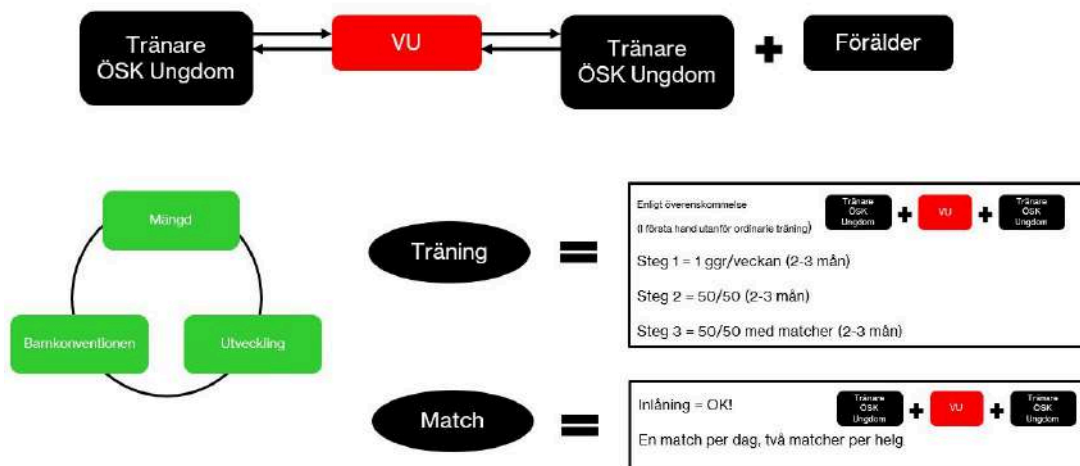 Tränare
ÖSK Ungdom
VU
Tränare
ÖSK Ungdom
+
Förälder
Mängd
Barnkonventionen
Utveckling
Träning
=
Enligt överenskommelse
(I första hand utanför ordinarie träning)
Tränare
ÖSK
Ungdom
+
VU
+
Tränare
ÖSK
Ungdom
Steg 1 = 1 ggr/veckan (2-3 mån)
Steg 2 = 50/50 (2-3 mån)
Steg 3 = 50/50 med matcher (2-3 mån)
Match
=
Inlåning = OK!
Tränare
ÖSK
Ungdom
+
VU
+
Tränare
ÖSK
Ungdom
En match per dag, två matcher per helg